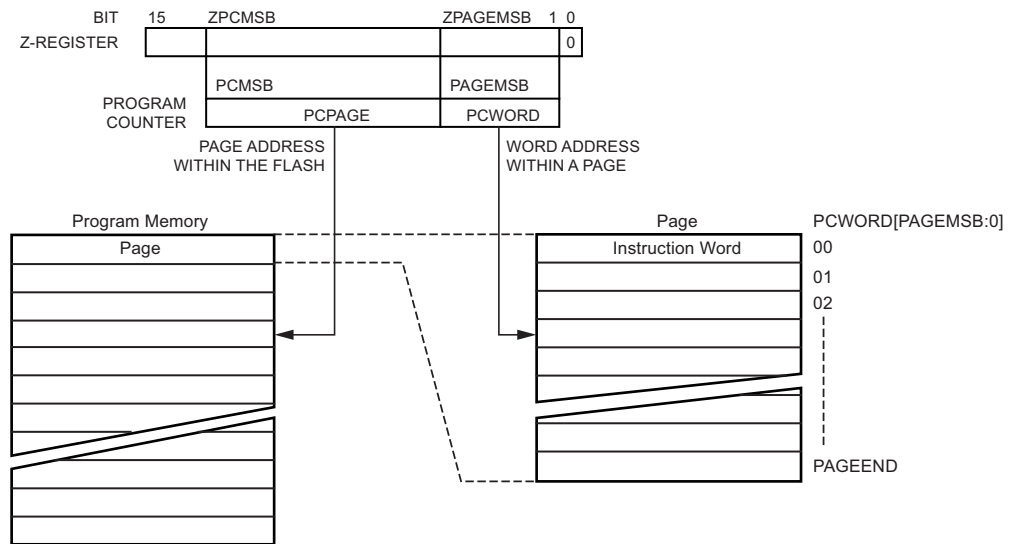 BIT 15 ZPCMSB ZPAGEMSB 1 0
Z-REGISTER 0
PCMSB PAGEMSB
PROGRAM
COUNTER
PCPAGE PCWORD
PAGE ADDRESS
WITHIN THE FLASH
WORD ADDRESS
WITHIN A PAGE
Program Memory
Page
Page PCWORD[PAGEMSB:0]
Instruction Word 00
01
02
PAGEEND